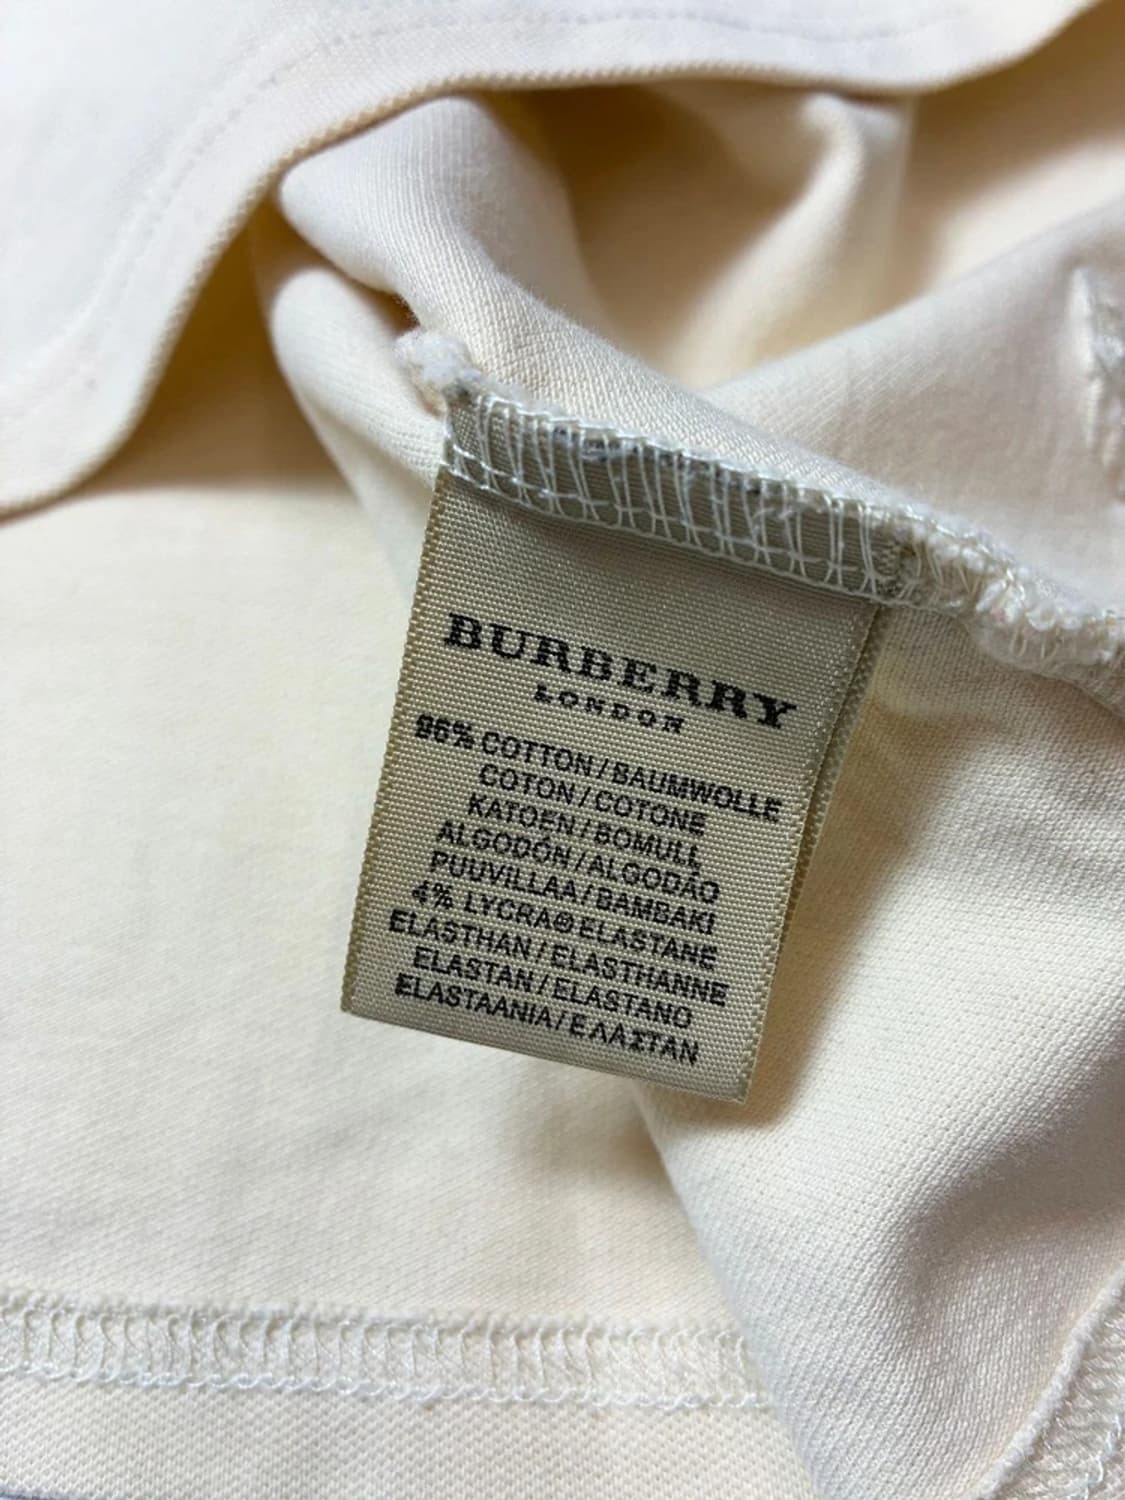 BURBERRY
LONDON
96% COTTON / BAUMWOLLE
COTON / COTONE
KATOEN / BOMULL
ALGODÓN / ALGODÃO
PUUVILLAA / BAMBAKI
4% LYCRA® ELASTANE
ELASTHAN / ELASTHANNE
ELASTAN / ELASTANO
ELASTAANIA / ΕΛΑΣΤΑΝ